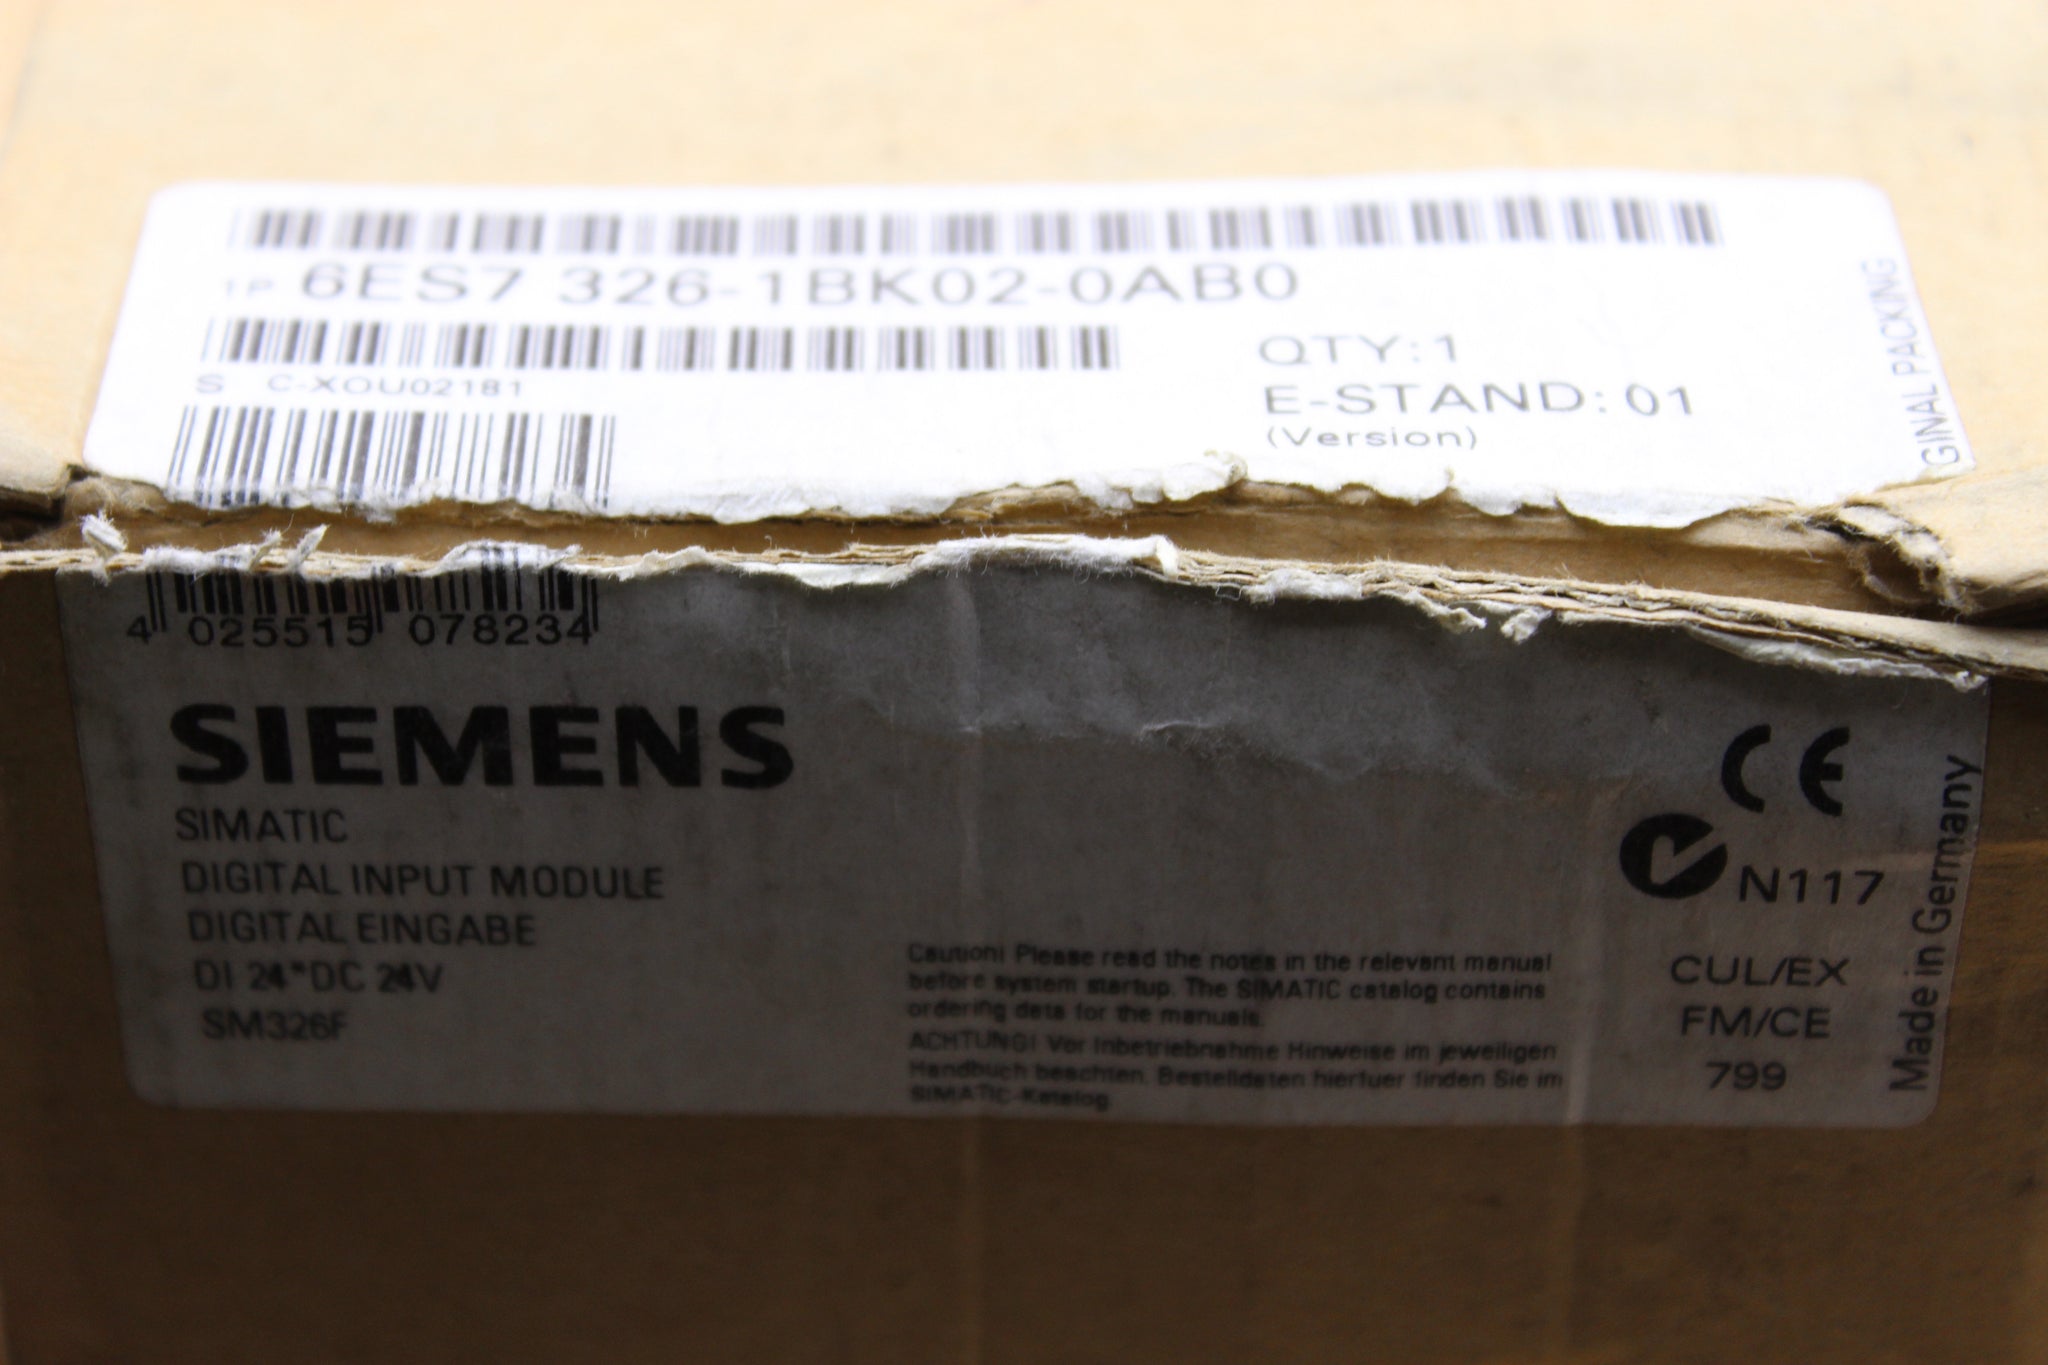 1P 6ES7 326-1BK02-0AB0
S C-XOU02181
QTY:1
E-STAND: 01
(Version)
GINAL PACKING
4 025515 078234
SIEMENS
SIMATIC
DIGITAL INPUT MODULE
DIGITAL EINGABE
DI 24*DC 24V
SM326F
Caution! Please read the notes in the relevant manual
before system startup. The SIMATIC catalog contains
ordering data for the manuals.
ACHTUNG! Vor Inbetriebnahme Hinweise im jeweiligen
Handbuch beachten. Bestelldaten hierfuer finden Sie im
SIMATIC-Katalog.
CE
N117
CUL/EX
FM/CE
799
Made in Germany